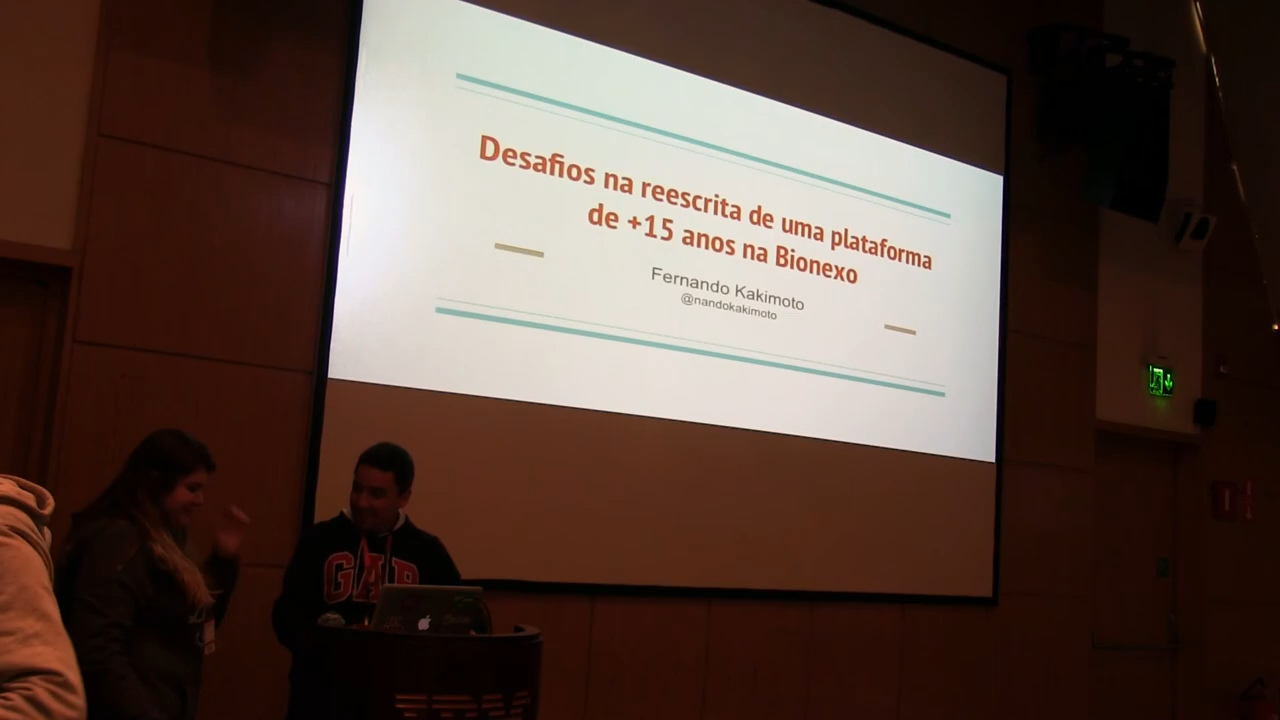 Desafios na reescrita de uma plataforma
de +15 anos na Bionexo
Fernando Kakimoto
@nandokakimoto
GAP